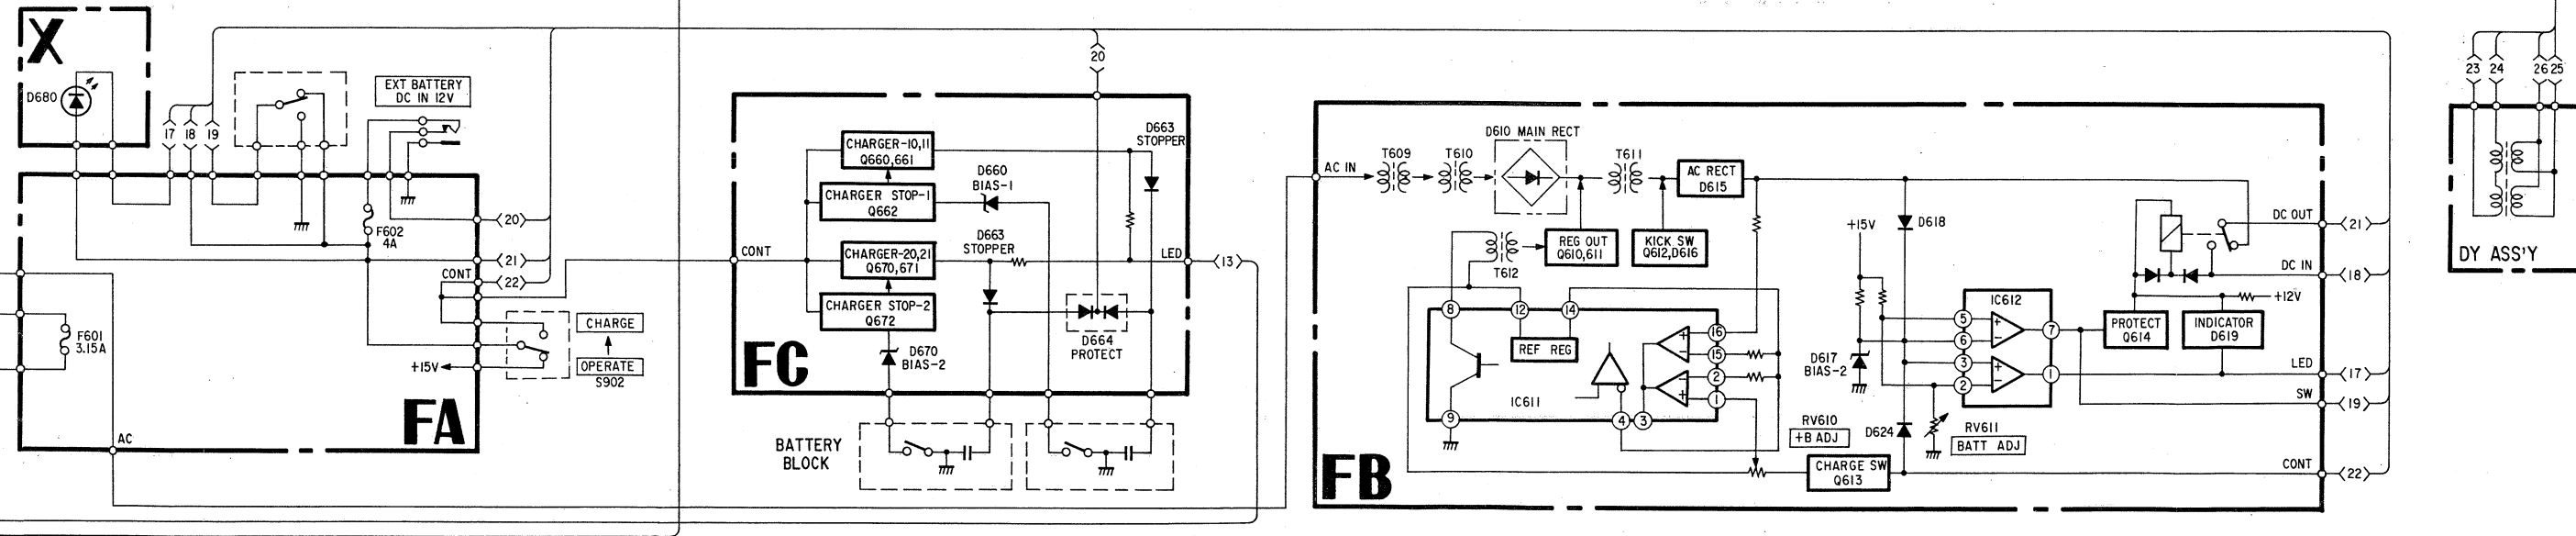 X
D680
17
18
19
EXT BATTERY
DC IN 12V
F602
4A
20
21
CONT
22
F601
3.15A
CHARGE
OPERATE
S902
+15V
FA
AC
20
CHARGER-10,11
Q660,661
CHARGER STOP-1
Q662
D660
BIAS-1
D663
STOPPER
D663
STOPPER
CONT
CHARGER-20,21
Q670,671
CHARGER STOP-2
Q672
LED
13
D664
PROTECT
D670
BIAS-2
FC
BATTERY
BLOCK
AC IN
T609
T610
D610 MAIN RECT
T611
AC RECT
D615
T612
REG OUT
Q610,611
KICK SW
Q612,D616
8
12
14
REF REG
16
15
2
1
IC611
9
4
3
D618
+15V
D617
BIAS-2
IC612
5
6
3
2
7
1
RV610
+B ADJ
D624
RV611
BATT ADJ
CHARGE SW
Q613
PROTECT
Q614
INDICATOR
D619
+12V
DC OUT
21
DC IN
18
LED
17
SW
19
CONT
22
FB
23
24
26
25
DY ASS'Y